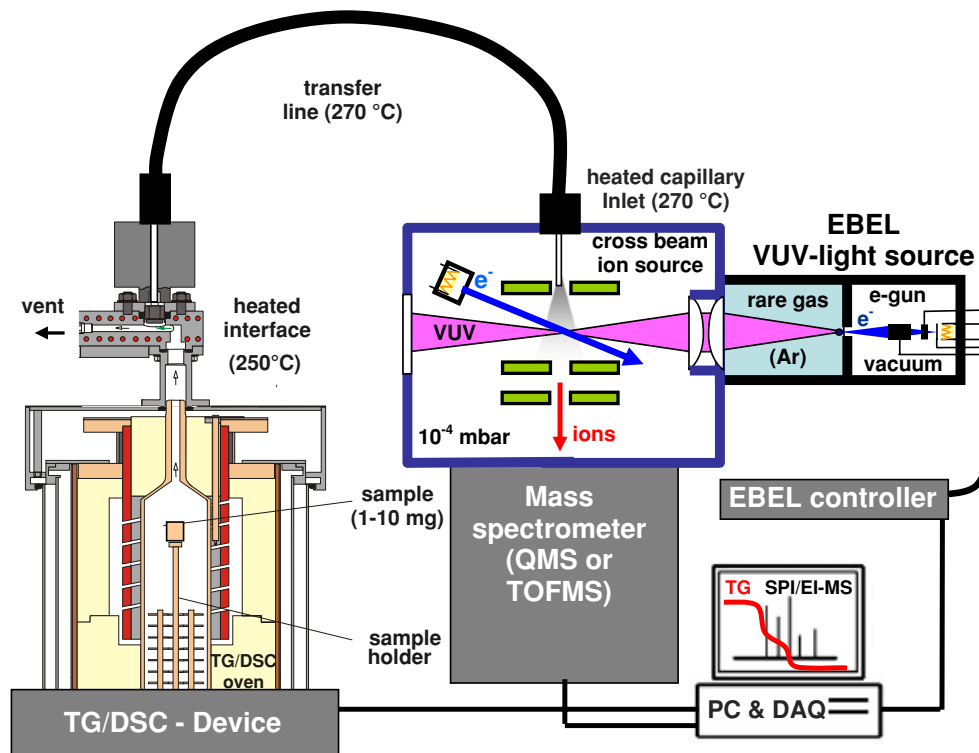 transfer
line (270 °C)
heated capillary
Inlet (270 °C)
EBEL
VUV-light source
cross beam
ion source
e-
VUV
rare gas
(Ar)
e-gun
e-
vacuum
vent
heated
interface
(250°C)
ions
10-4 mbar
sample
(1-10 mg)
Mass
spectrometer
(QMS or
TOFMS)
EBEL controller
TG SPI/EI-MS
sample
holder
TG/DSC
oven
TG/DSC - Device
PC & DAQ